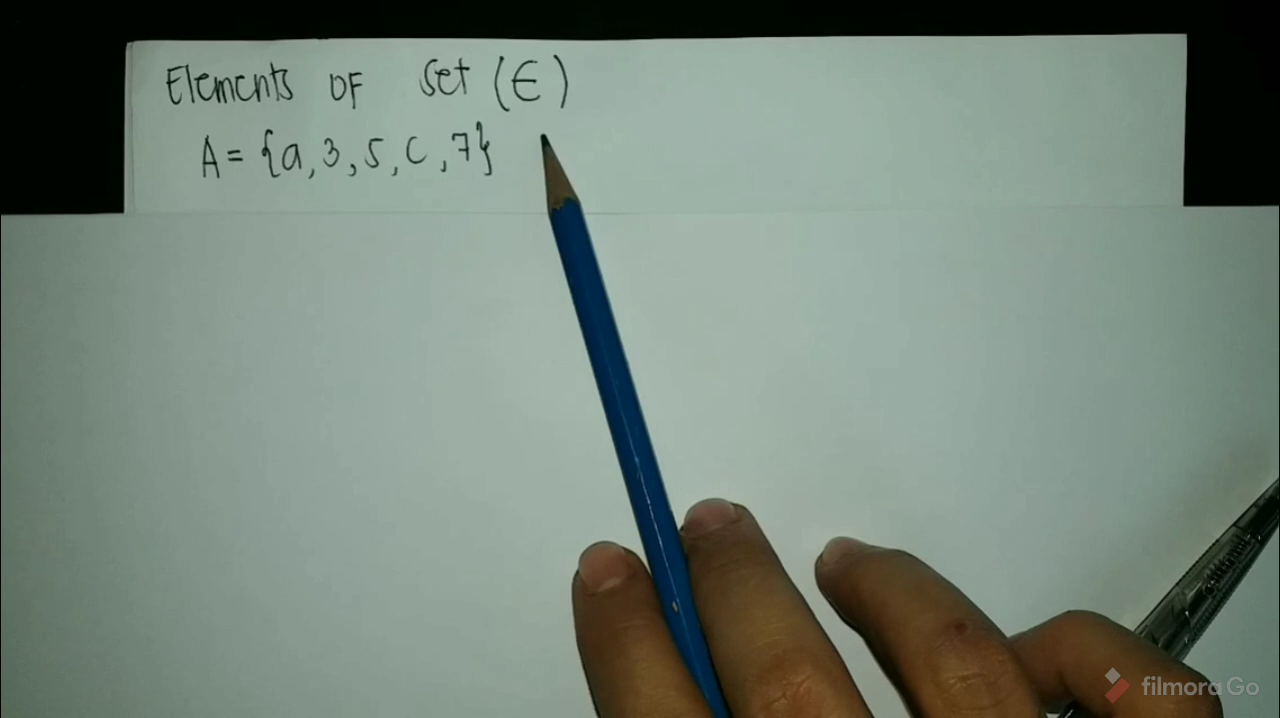 Elements of set (∈)
A = {a, 3, 5, c, 7}
filmora Go